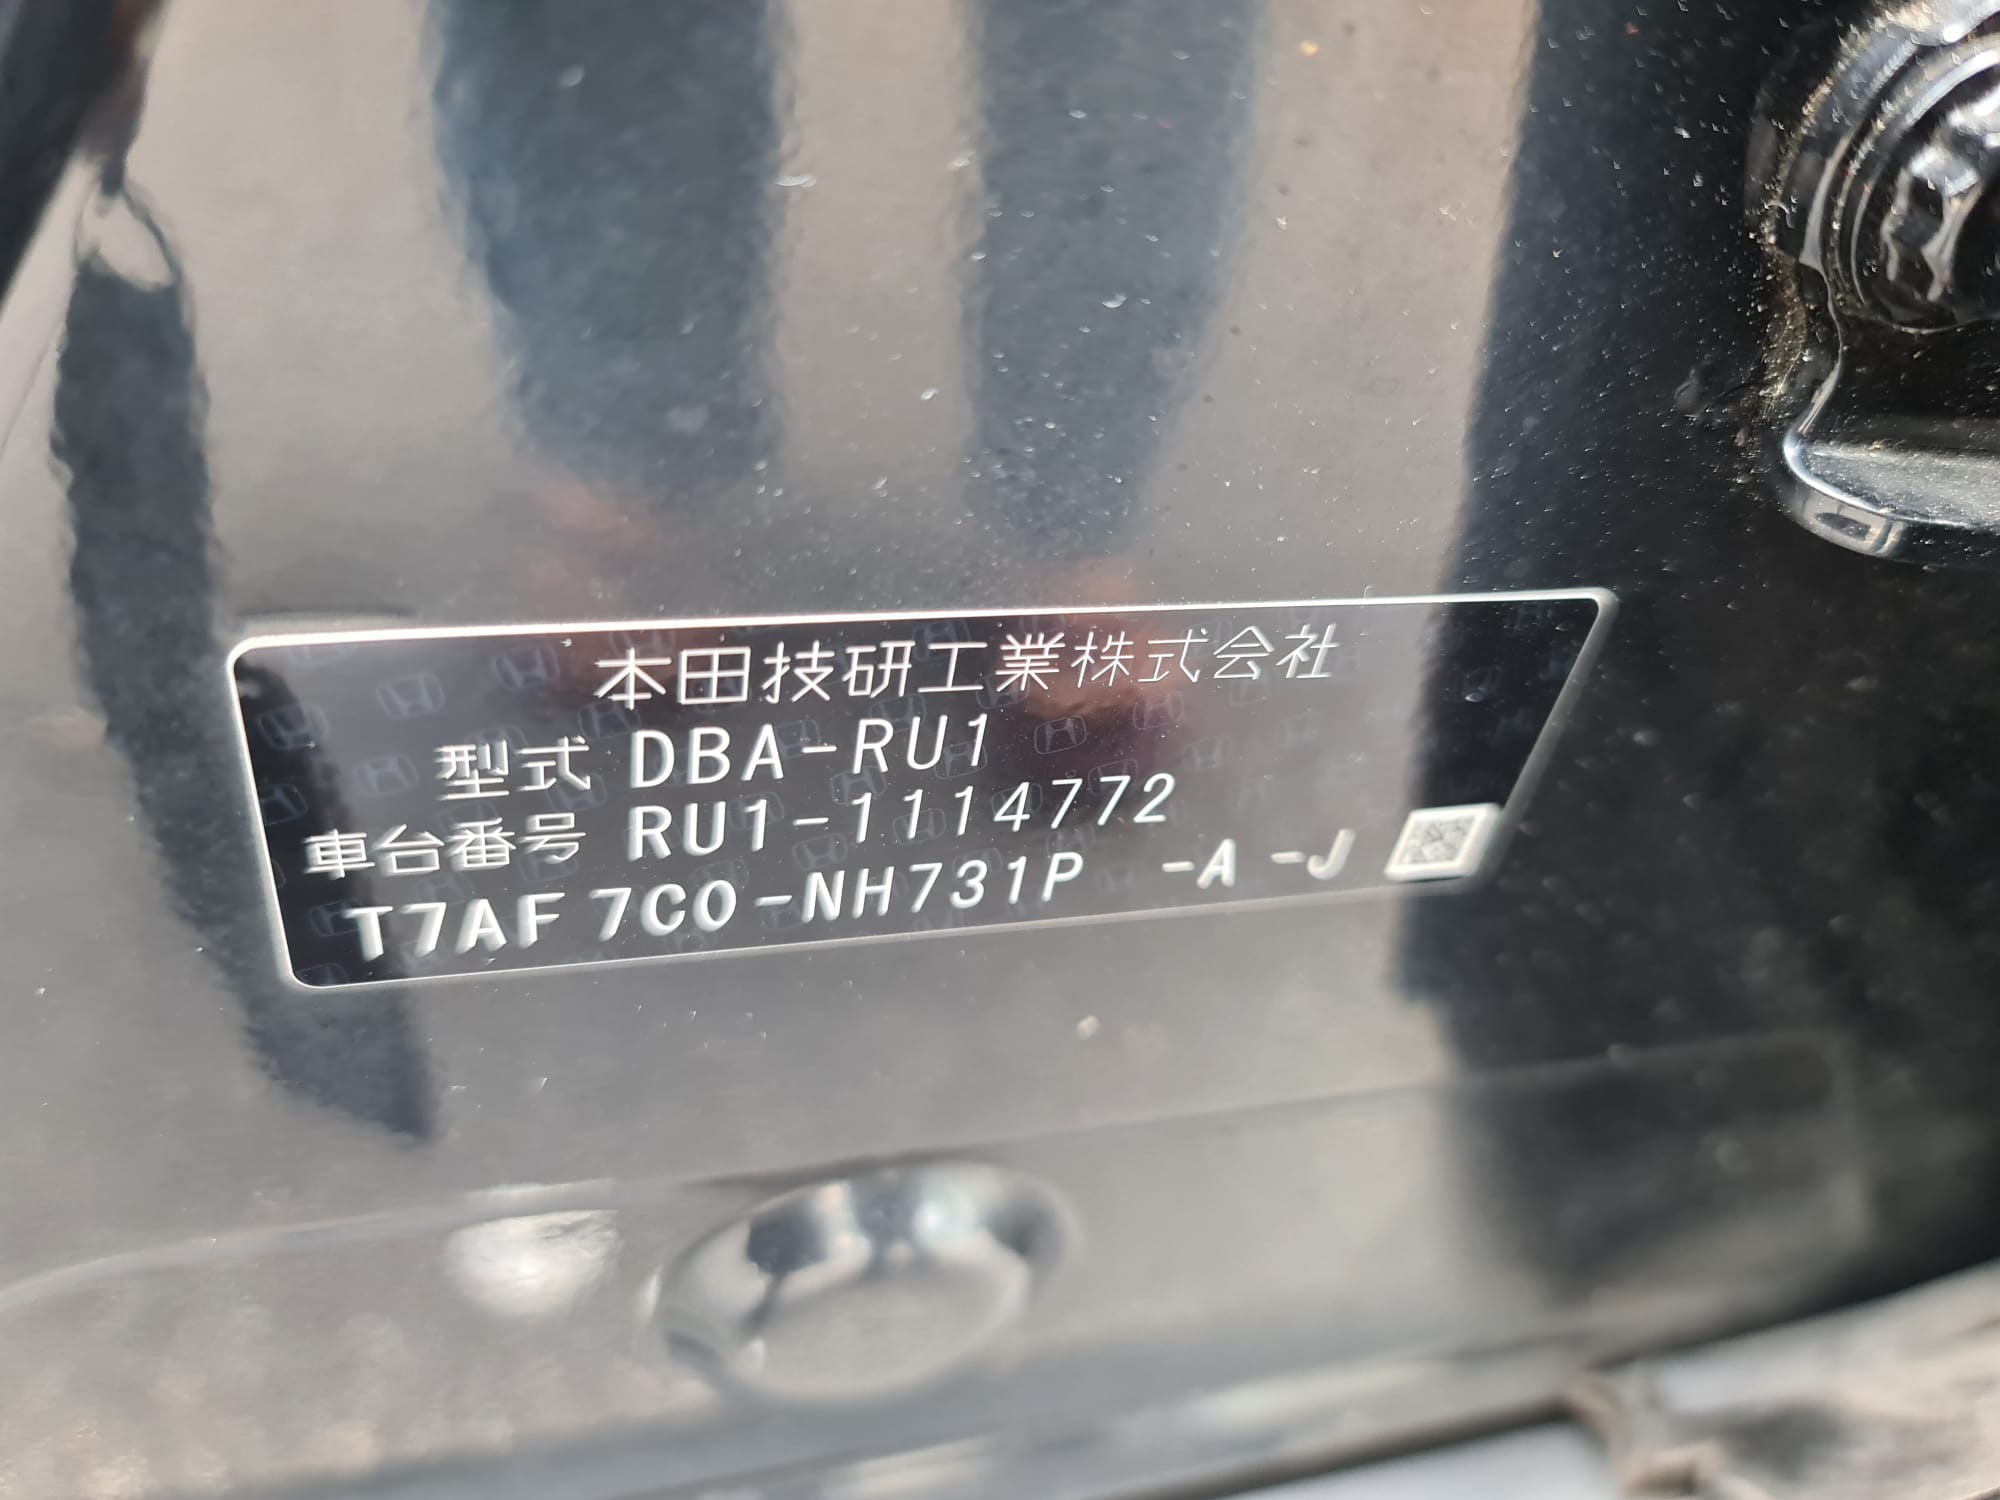 本田技研工業株式会社
型式 DBA-RU1
車台番号 RU1-1114772
T7AF 7C0-NH731P -A -J